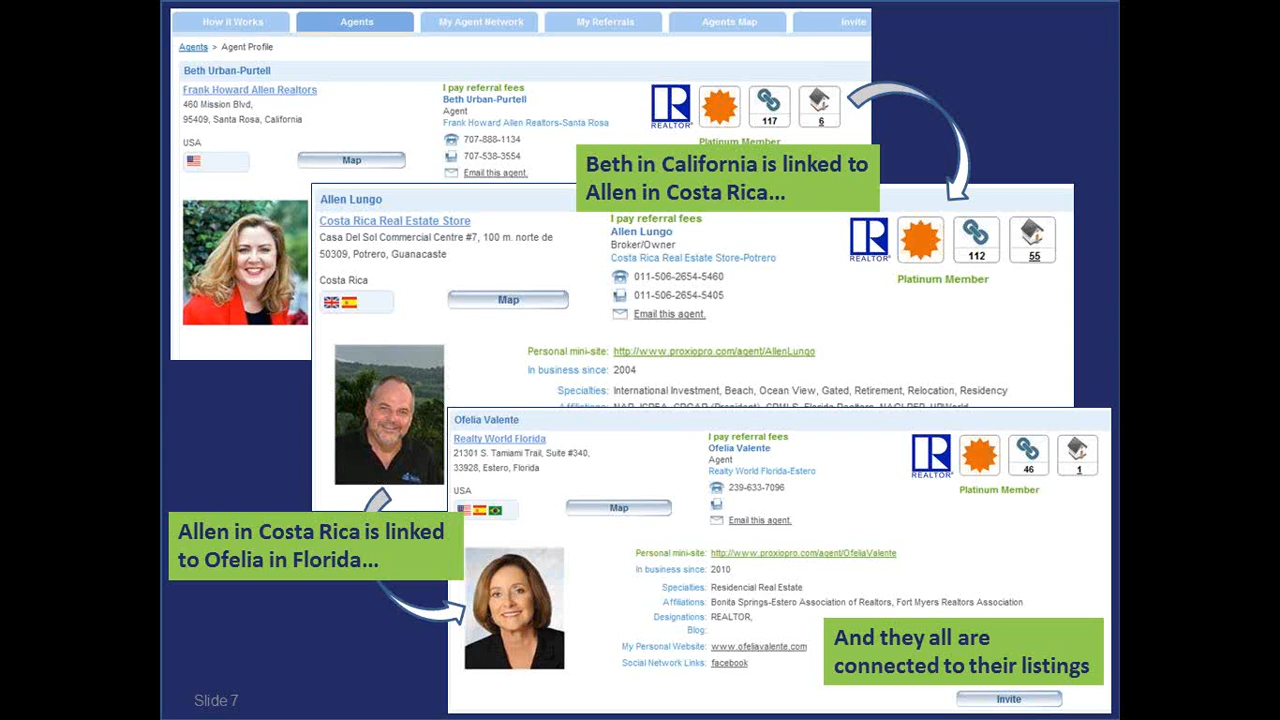 How it Works Agents My Agent Network My Referrals Agents Map Invite
Agents > Agent Profile
Beth Urban-Purtell
Frank Howard Allen Realtors
460 Mission Blvd,
95409, Santa Rosa, California
USA
Map
I pay referral fees
Beth Urban-Purtell
Agent
Frank Howard Allen Realtors-Santa Rosa
707-888-1134
707-538-3554
Email this agent.
REALTOR®
117
6
Platinum Member
Beth in California is linked to
Allen in Costa Rica...
Allen Lungo
Costa Rica Real Estate Store
Casa Del Sol Commercial Centre #7, 100 m. norte de
50309, Potrero, Guanacaste
Costa Rica
Map
I pay referral fees
Allen Lungo
Broker/Owner
Costa Rica Real Estate Store-Potrero
011-506-2654-5460
011-506-2654-5405
Email this agent.
REALTOR®
112
55
Platinum Member
Personal mini-site: http://www.proxiopro.com/agent/AllenLungo
In business since: 2004
Specialties: International Investment, Beach, Ocean View, Gated, Retirement, Relocation, Residency
Ofelia Valente
Realty World Florida
21301 S. Tamiami Trail, Suite #340,
33928, Estero, Florida
USA
Map
I pay referral fees
Ofelia Valente
Agent
Realty World Florida-Estero
239-633-7096
Email this agent.
REALTOR®
46
1
Platinum Member
Allen in Costa Rica is linked
to Ofelia in Florida...
Personal mini-site: http://www.proxiopro.com/agent/OfeliaValente
In business since: 2010
Specialties: Residencial Real Estate
Affiliations: Bonita Springs-Estero Association of Realtors, Fort Myers Realtors Association
Designations: REALTOR,
Blog:
My Personal Website: www.ofeliavalente.com
Social Network Links: facebook
And they all are
connected to their listings
Invite
Slide 7